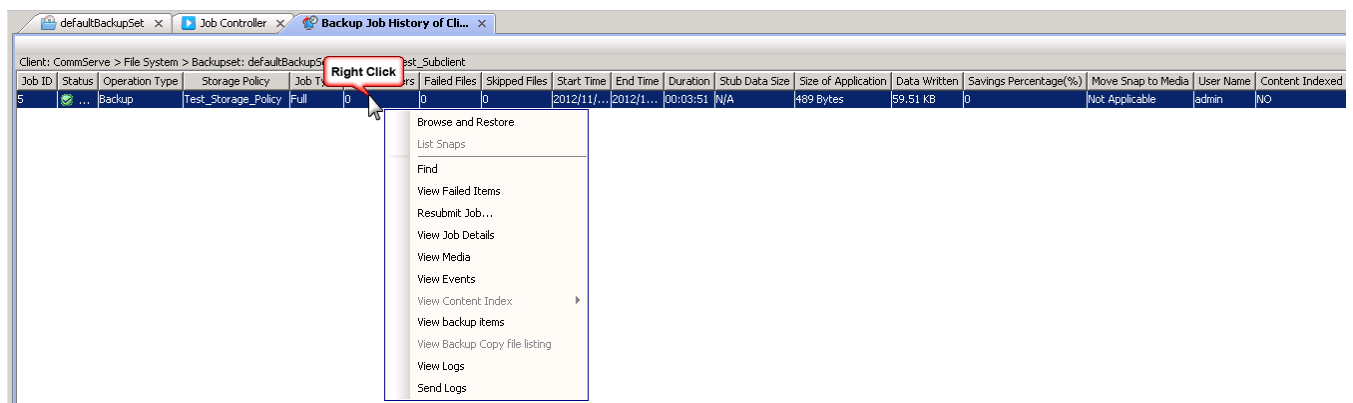 defaultBackupSet × Job Controller × Backup Job History of Cli... ×
Client: CommServe > File System > Backupset: defaultBackupS est_Subclient
Right Click
Job ID Status Operation Type Storage Policy Job Ty rs Failed Files Skipped Files Start Time End Time Duration Stub Data Size Size of Application Data Written Savings Percentage(%) Move Snap to Media User Name Content Indexed
5 ... Backup Test_Storage_Policy Full 0 0 0 2012/11/... 2012/1... 00:03:51 N/A 489 Bytes 59.51 KB 0 Not Applicable admin NO
Browse and Restore
List Snaps
Find
View Failed Items
Resubmit Job...
View Job Details
View Media
View Events
View Content Index
View backup items
View Backup Copy file listing
View Logs
Send Logs